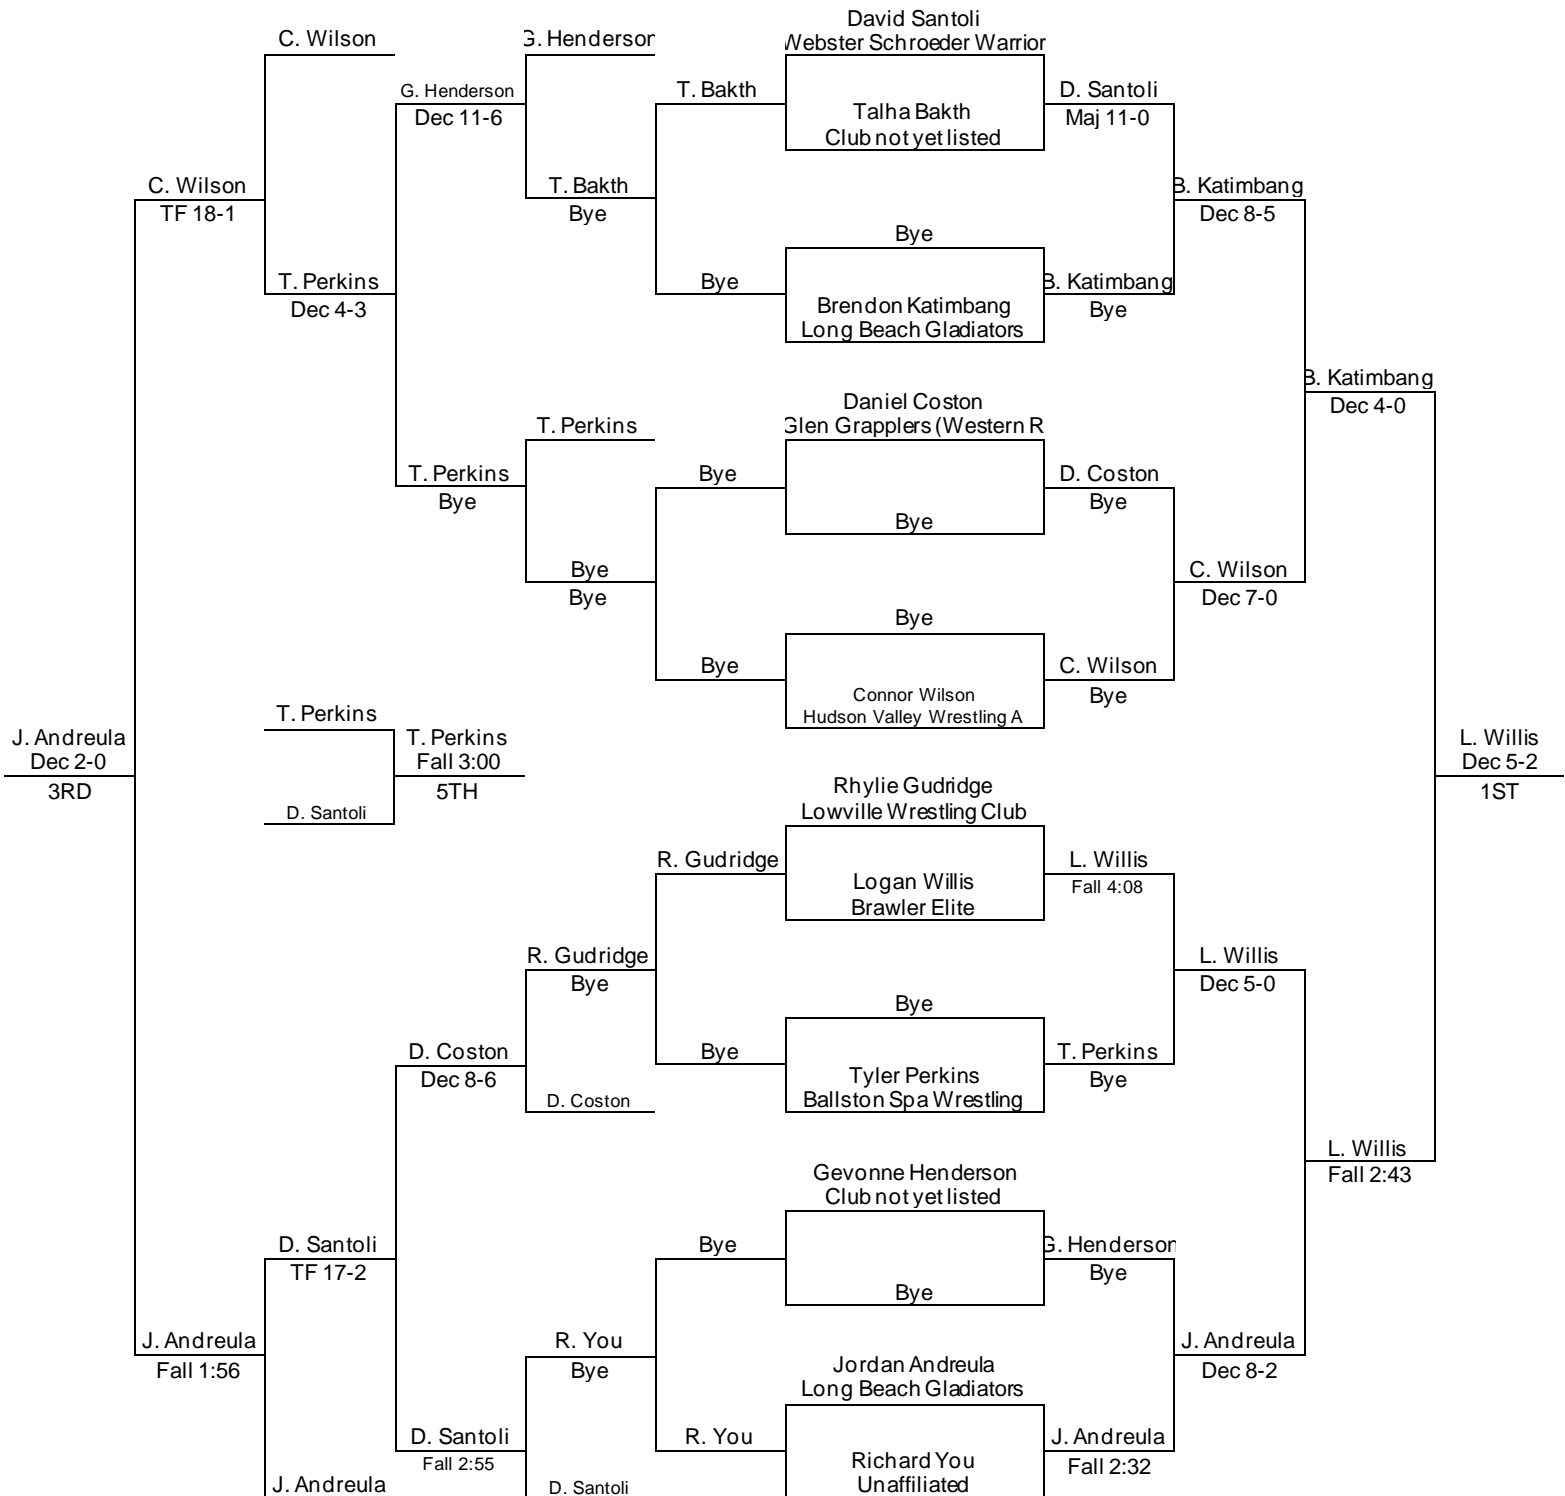 David Santoli
C. Wilson
G. Henderson
Webster Schroeder Warrior
G. Henderson
T. Bakth
D. Santoli
Dec 11-6
Talha Bakth
Maj 11-0
Club not yet listed
C. Wilson
T. Bakth
B. Katimbang
TF 18-1
Bye
Dec 8-5
Bye
T. Perkins
Bye
B. Katimbang
Dec 4-3
Brendon Katimbang
Bye
Long Beach Gladiators
B. Katimbang
Dec 4-0
Daniel Coston
T. Perkins
Glen Grapplers (Western R
T. Perkins
Bye
D. Coston
Bye
Bye
Bye
Bye
C. Wilson
Bye
Dec 7-0
Bye
Bye
C. Wilson
Connor Wilson
Bye
Hudson Valley Wrestling A
T. Perkins
J. Andreula
T. Perkins
L. Willis
Dec 2-0
Fall 3:00
Dec 5-2
3RD
5TH
1ST
D. Santoli
Rhylie Gudridge
Lowville Wrestling Club
R. Gudridge
L. Willis
Logan Willis
Fall 4:08
Brawler Elite
R. Gudridge
L. Willis
Bye
Dec 5-0
Bye
D. Coston
Bye
T. Perkins
Dec 8-6
Tyler Perkins
Bye
D. Coston
Ballston Spa Wrestling
L. Willis
Fall 2:43
Gevonne Henderson
Club not yet listed
D. Santoli
Bye
G. Henderson
TF 17-2
Bye
Bye
J. Andreula
R. You
J. Andreula
Fall 1:56
Bye
Jordan Andreula
Dec 8-2
Long Beach Gladiators
D. Santoli
R. You
J. Andreula
Fall 2:55
Richard You
Fall 2:32
J. Andreula
D. Santoli
Unaffiliated